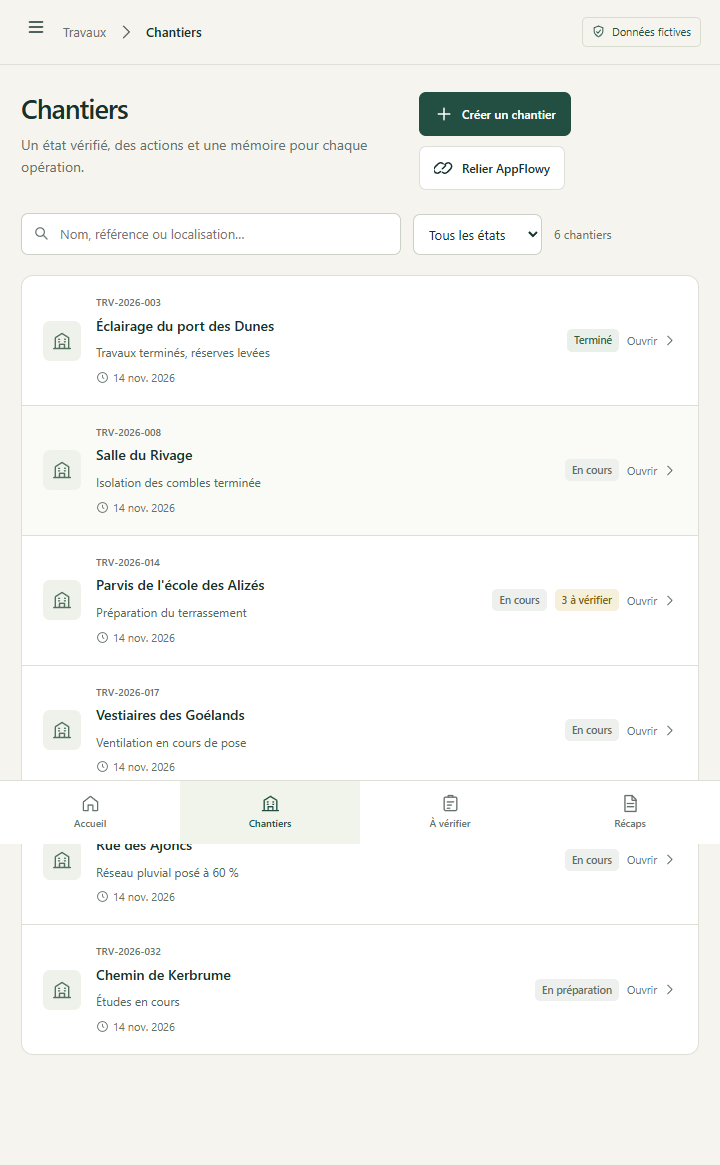 Travaux
Chantiers
Données fictives
Chantiers
Créer un chantier
Un état vérifié, des actions et une mémoire pour chaque
opération.
Relier AppFlowy
Nom, référence ou localisation...
Tous les états
6 chantiers
TRV-2026-003
Éclairage du port des Dunes
Travaux terminés, réserves levées
14 nov. 2026
Terminé
Ouvrir
TRV-2026-008
Salle du Rivage
Isolation des combles terminée
14 nov. 2026
En cours
Ouvrir
TRV-2026-014
Parvis de l'école des Alizés
Préparation du terrassement
14 nov. 2026
En cours
3 à vérifier
Ouvrir
TRV-2026-017
Vestiaires des Goélands
Ventilation en cours de pose
14 nov. 2026
En cours
Ouvrir
Accueil
Chantiers
À vérifier
Récaps
Rue des Ajoncs
Réseau pluvial posé à 60 %
14 nov. 2026
En cours
Ouvrir
TRV-2026-032
Chemin de Kerbrume
Études en cours
14 nov. 2026
En préparation
Ouvrir